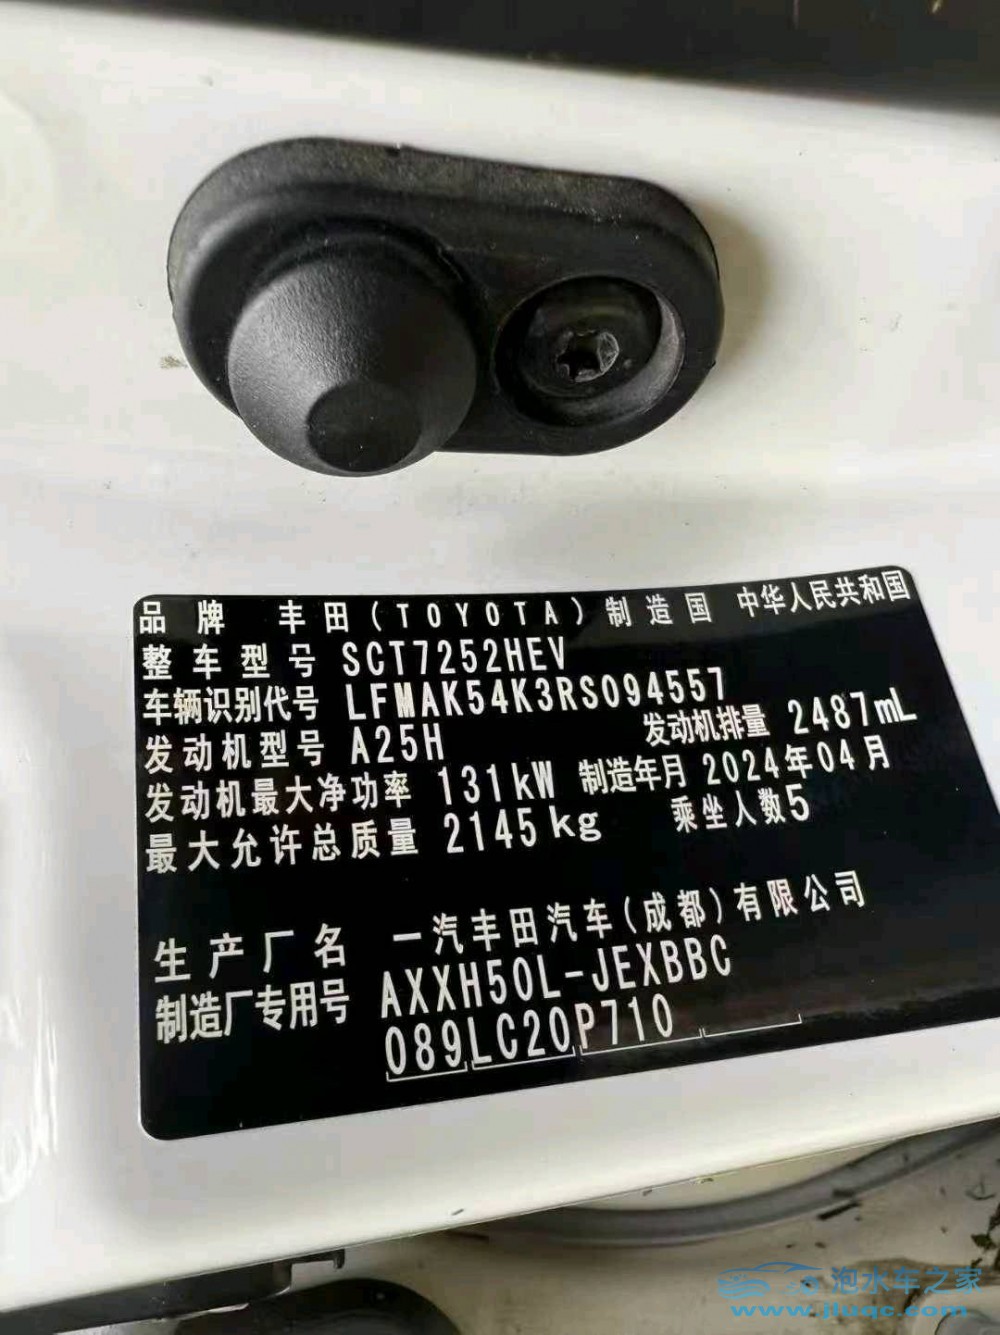 品牌 丰田(TOYOTA) 制造国 中华人民共和国
整车型号 SCT7252HEV
车辆识别代号 LFMAK54K3RS094557
发动机型号 A25H 发动机排量 2487mL
发动机最大净功率 131kW 制造年月 2024年04月
最大允许总质量 2145kg 乘坐人数5
生产厂名 一汽丰田汽车(成都)有限公司
制造厂专用号 AXXH50L-JEXBBC
089LC20P710
泡水车之家
www.jtuqc.com